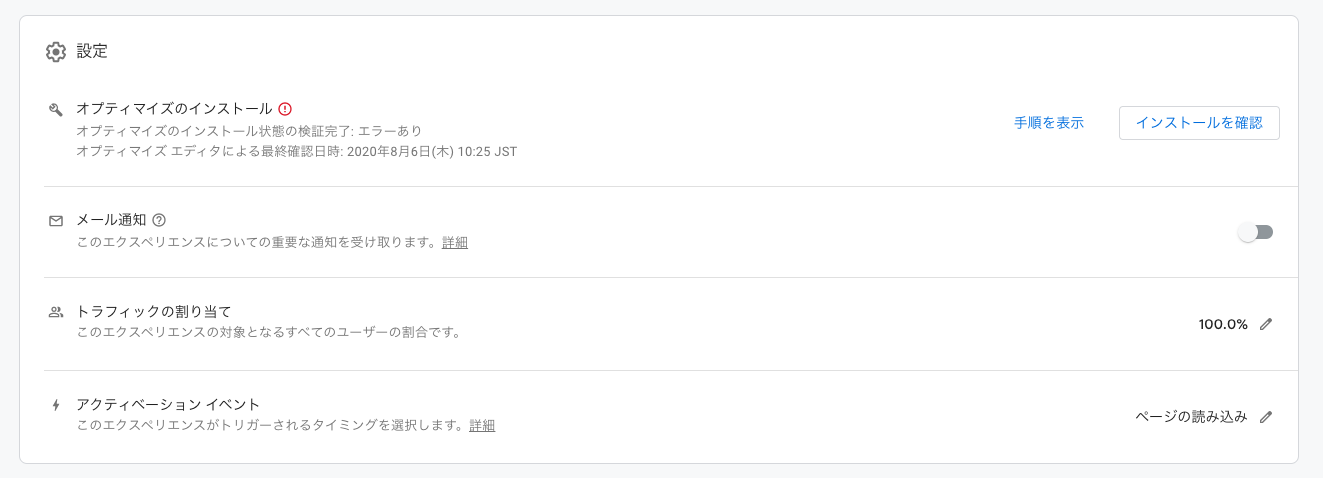 設定
オプティマイズのインストール
オプティマイズのインストール状態の検証完了: エラーあり
オプティマイズ エディタによる最終確認日時: 2020年8月6日(木) 10:25 JST
手順を表示
インストールを確認
メール通知
このエクスペリエンスについての重要な通知を受け取ります。詳細
トラフィックの割り当て
このエクスペリエンスの対象となるすべてのユーザーの割合です。
100.0%
アクティベーション イベント
このエクスペリエンスがトリガーされるタイミングを選択します。詳細
ページの読み込み